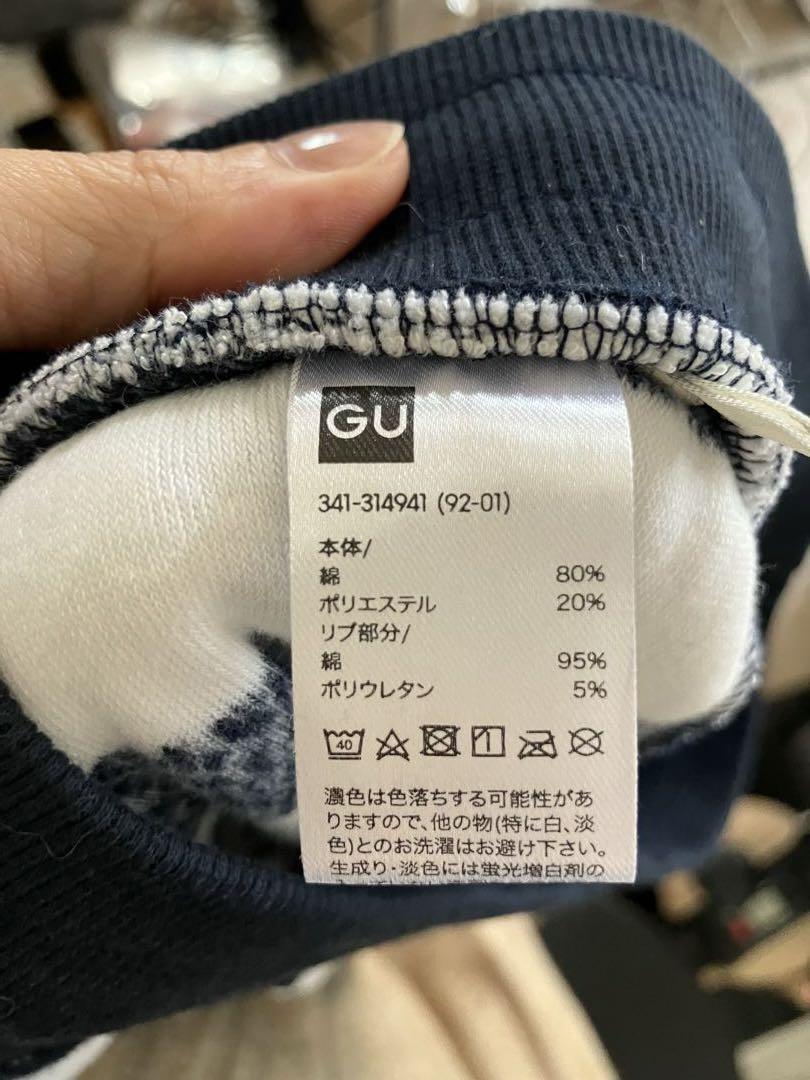 GU
341-314941 (92-01)
本体/
綿 80%
ポリエステル 20%
リブ部分/
綿 95%
ポリウレタン 5%
40
濃色は色落ちする可能性があ
りますので、他の物(特に白、淡
色)とのお洗濯はお避け下さい。
生成り・淡色には蛍光増白剤の